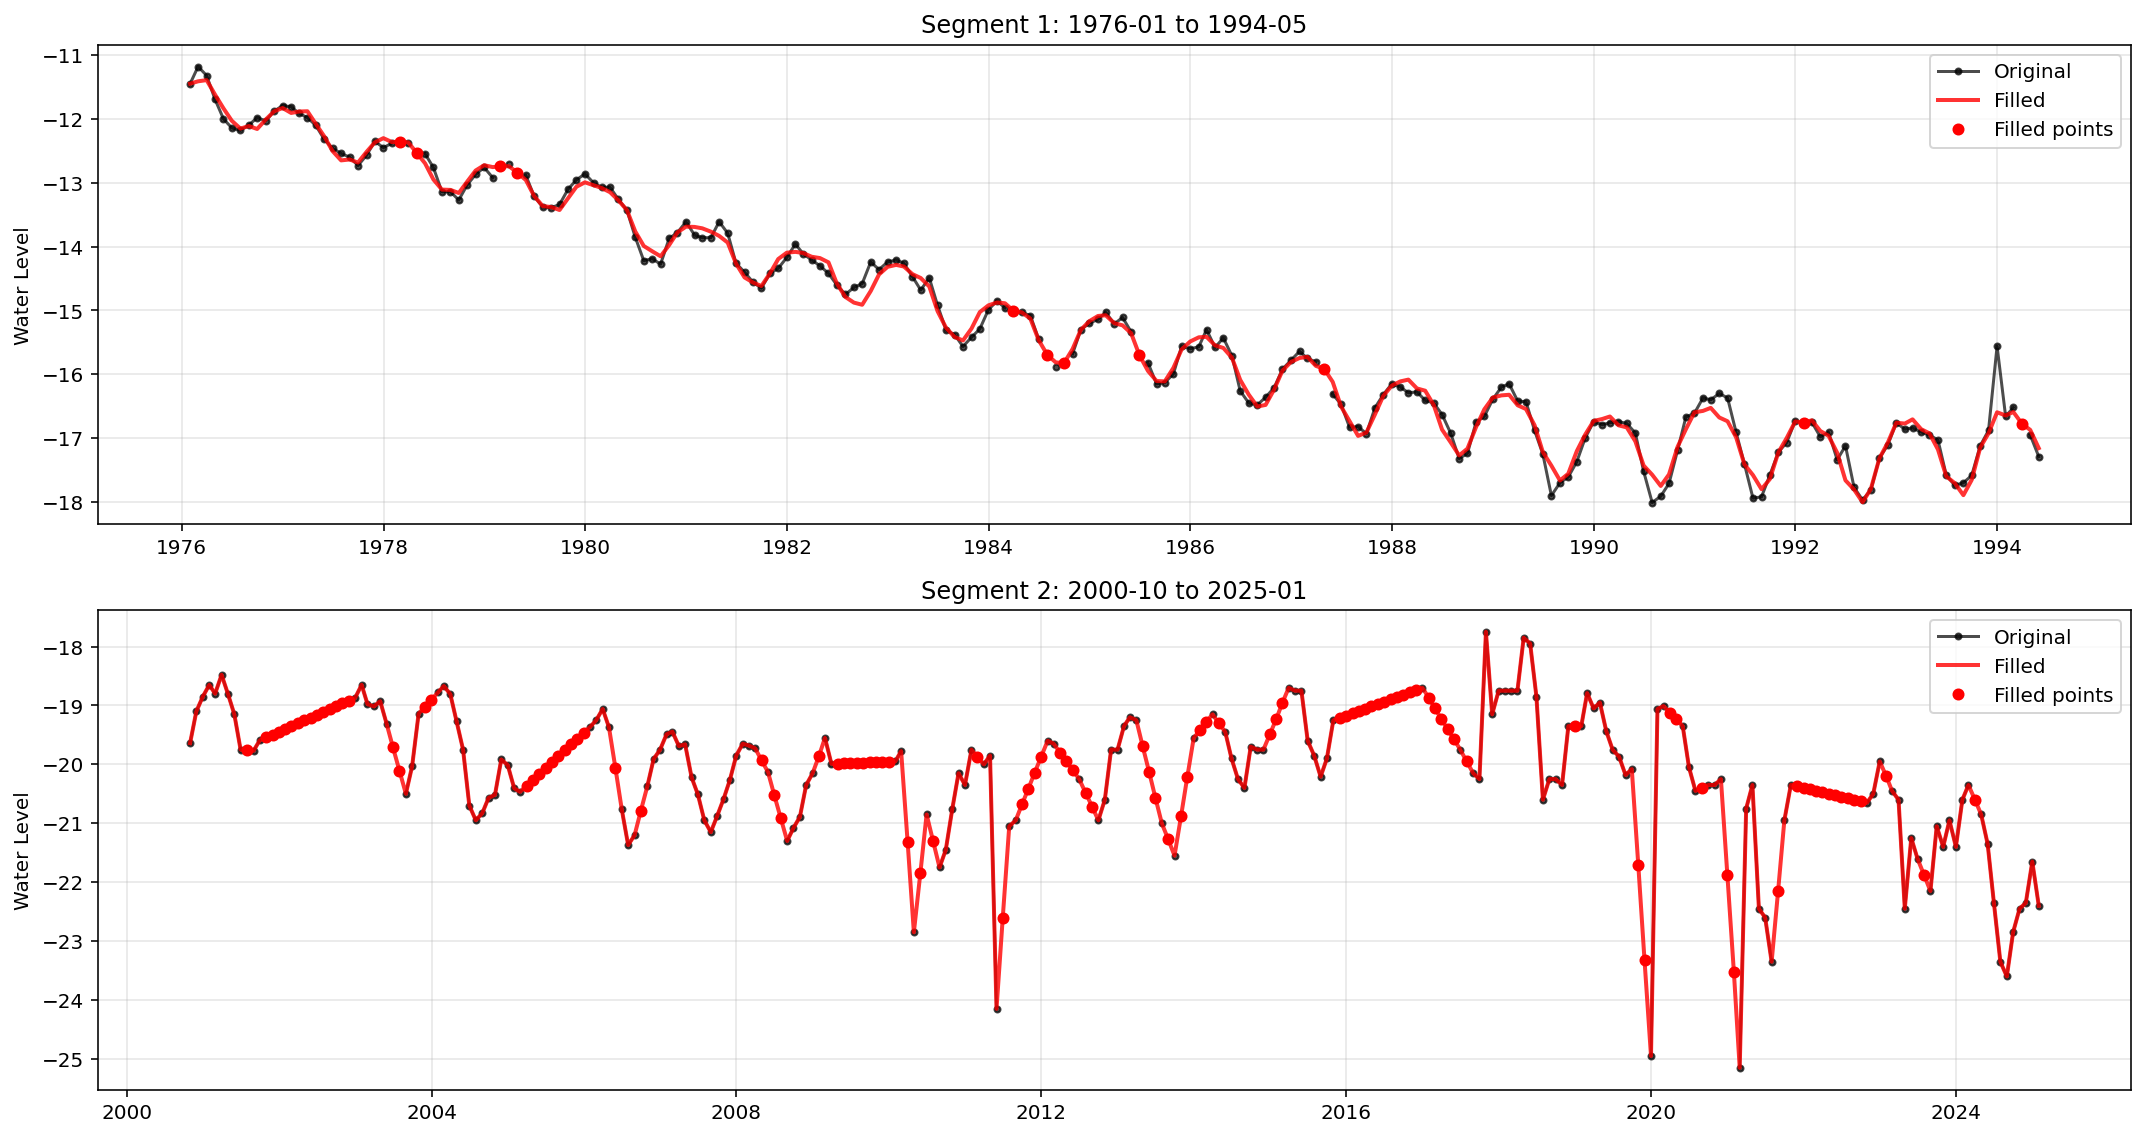 Segment 1: 1976-01 to 1994-05
Water Level
−11
−12
−13
−14
−15
−16
−17
−18
Original
Filled
Filled points
1976 1978 1980 1982 1984 1986 1988 1990 1992 1994
Segment 2: 2000-10 to 2025-01
Water Level
−18
−19
−20
−21
−22
−23
−24
−25
Original
Filled
Filled points
2000 2004 2008 2012 2016 2020 2024